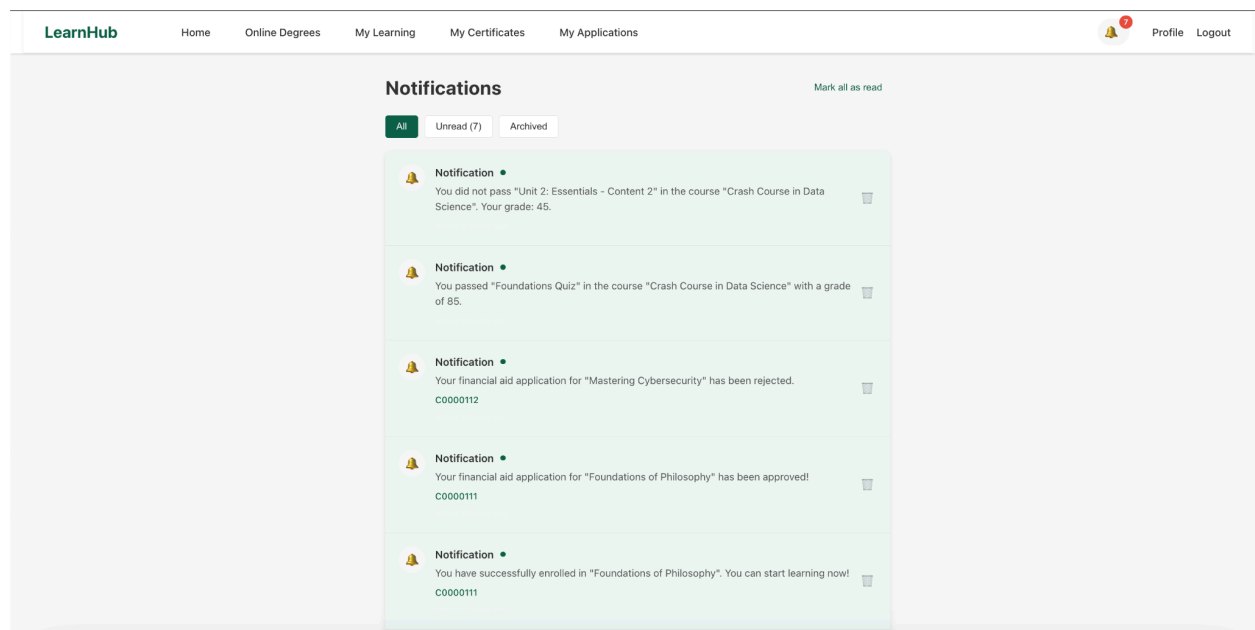 LearnHub
Home
Online Degrees
My Learning
My Certificates
My Applications
7
Profile
Logout
Notifications
Mark all as read
All
Unread (7)
Archived
Notification
You did not pass "Unit 2: Essentials - Content 2" in the course "Crash Course in Data
Science". Your grade: 45.
Notification
You passed "Foundations Quiz" in the course "Crash Course in Data Science" with a grade
of 85.
Notification
Your financial aid application for "Mastering Cybersecurity" has been rejected.
C0000112
Notification
Your financial aid application for "Foundations of Philosophy" has been approved!
C0000111
Notification
You have successfully enrolled in "Foundations of Philosophy". You can start learning now!
C0000111